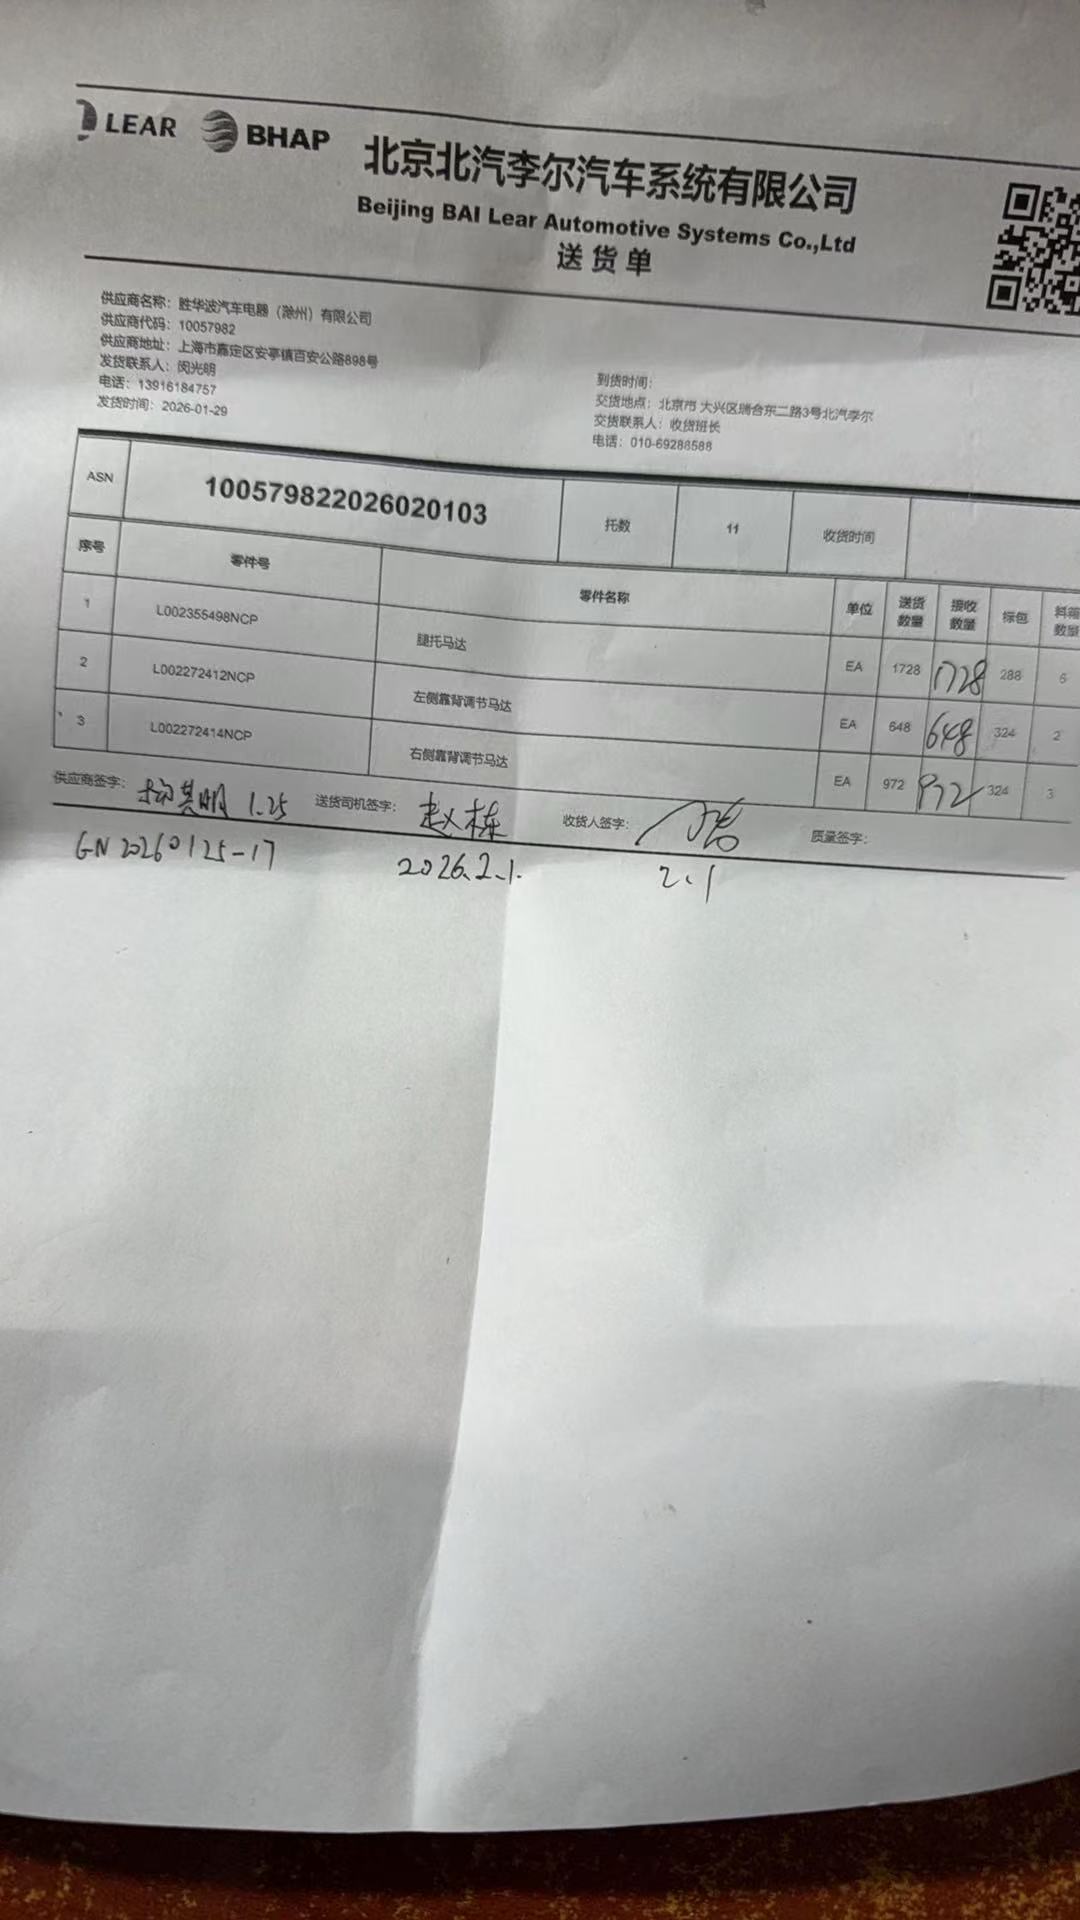 LEAR BHAP 北京北汽李尔汽车系统有限公司
Beijing BAI Lear Automotive Systems Co.,Ltd
送货单
供应商名称：胜华波汽车电器（滁州）有限公司
供应商代码：10057982
供应商地址：上海市嘉定区安亭镇百安公路898号
发货联系人：闵光明
电话：13916184757
发货时间：2026-01-29
到货时间：
交货地点：北京市 大兴区瑞合东二路3号北汽李尔
交货联系人：收货班长
电话：010-69288588
ASN 100579822026020103 托数 11 收货时间
序号 零件号 零件名称 单位 送货数量 接收数量 标包 料箱数量
1 L002355498NCP 腿托马达 EA 1728 1728 288 6
2 L002272412NCP 左侧靠背调节马达 EA 648 648 324 2
3 L002272414NCP 右侧靠背调节马达 EA 972 972 324 3
供应商签字： 1.25 送货司机签字：赵栋 收货人签字： 质量签字：
GN 20260125-17 2026.2.1. 2.1